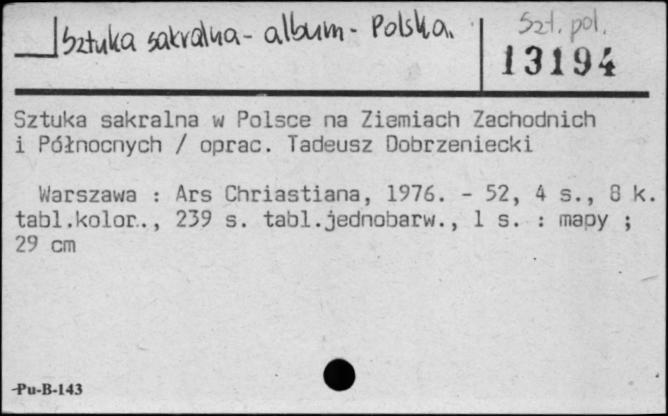 Sztuka sakralna - album - Polska.
Szt. pol.
13194
Sztuka sakralna w Polsce na Ziemiach Zachodnich
i Północnych / oprac. Tadeusz Dobrzeniecki
Warszawa : Ars Chriastiana, 1976. - 52, 4 s., 8 k.
tabl.kolor.., 239 s. tabl.jednobarw., 1 s. : mapy ;
29 cm
Pu-B-143